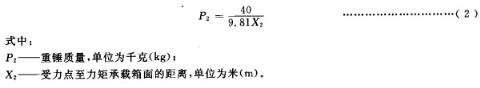 P₂ = 40 / 9.81X₂ …………………………( 2 )
式中：
P₂——重锤质量，单位为千克(kg)；
X₂——受力点至力矩承载箱面的距离，单位为米(m)。